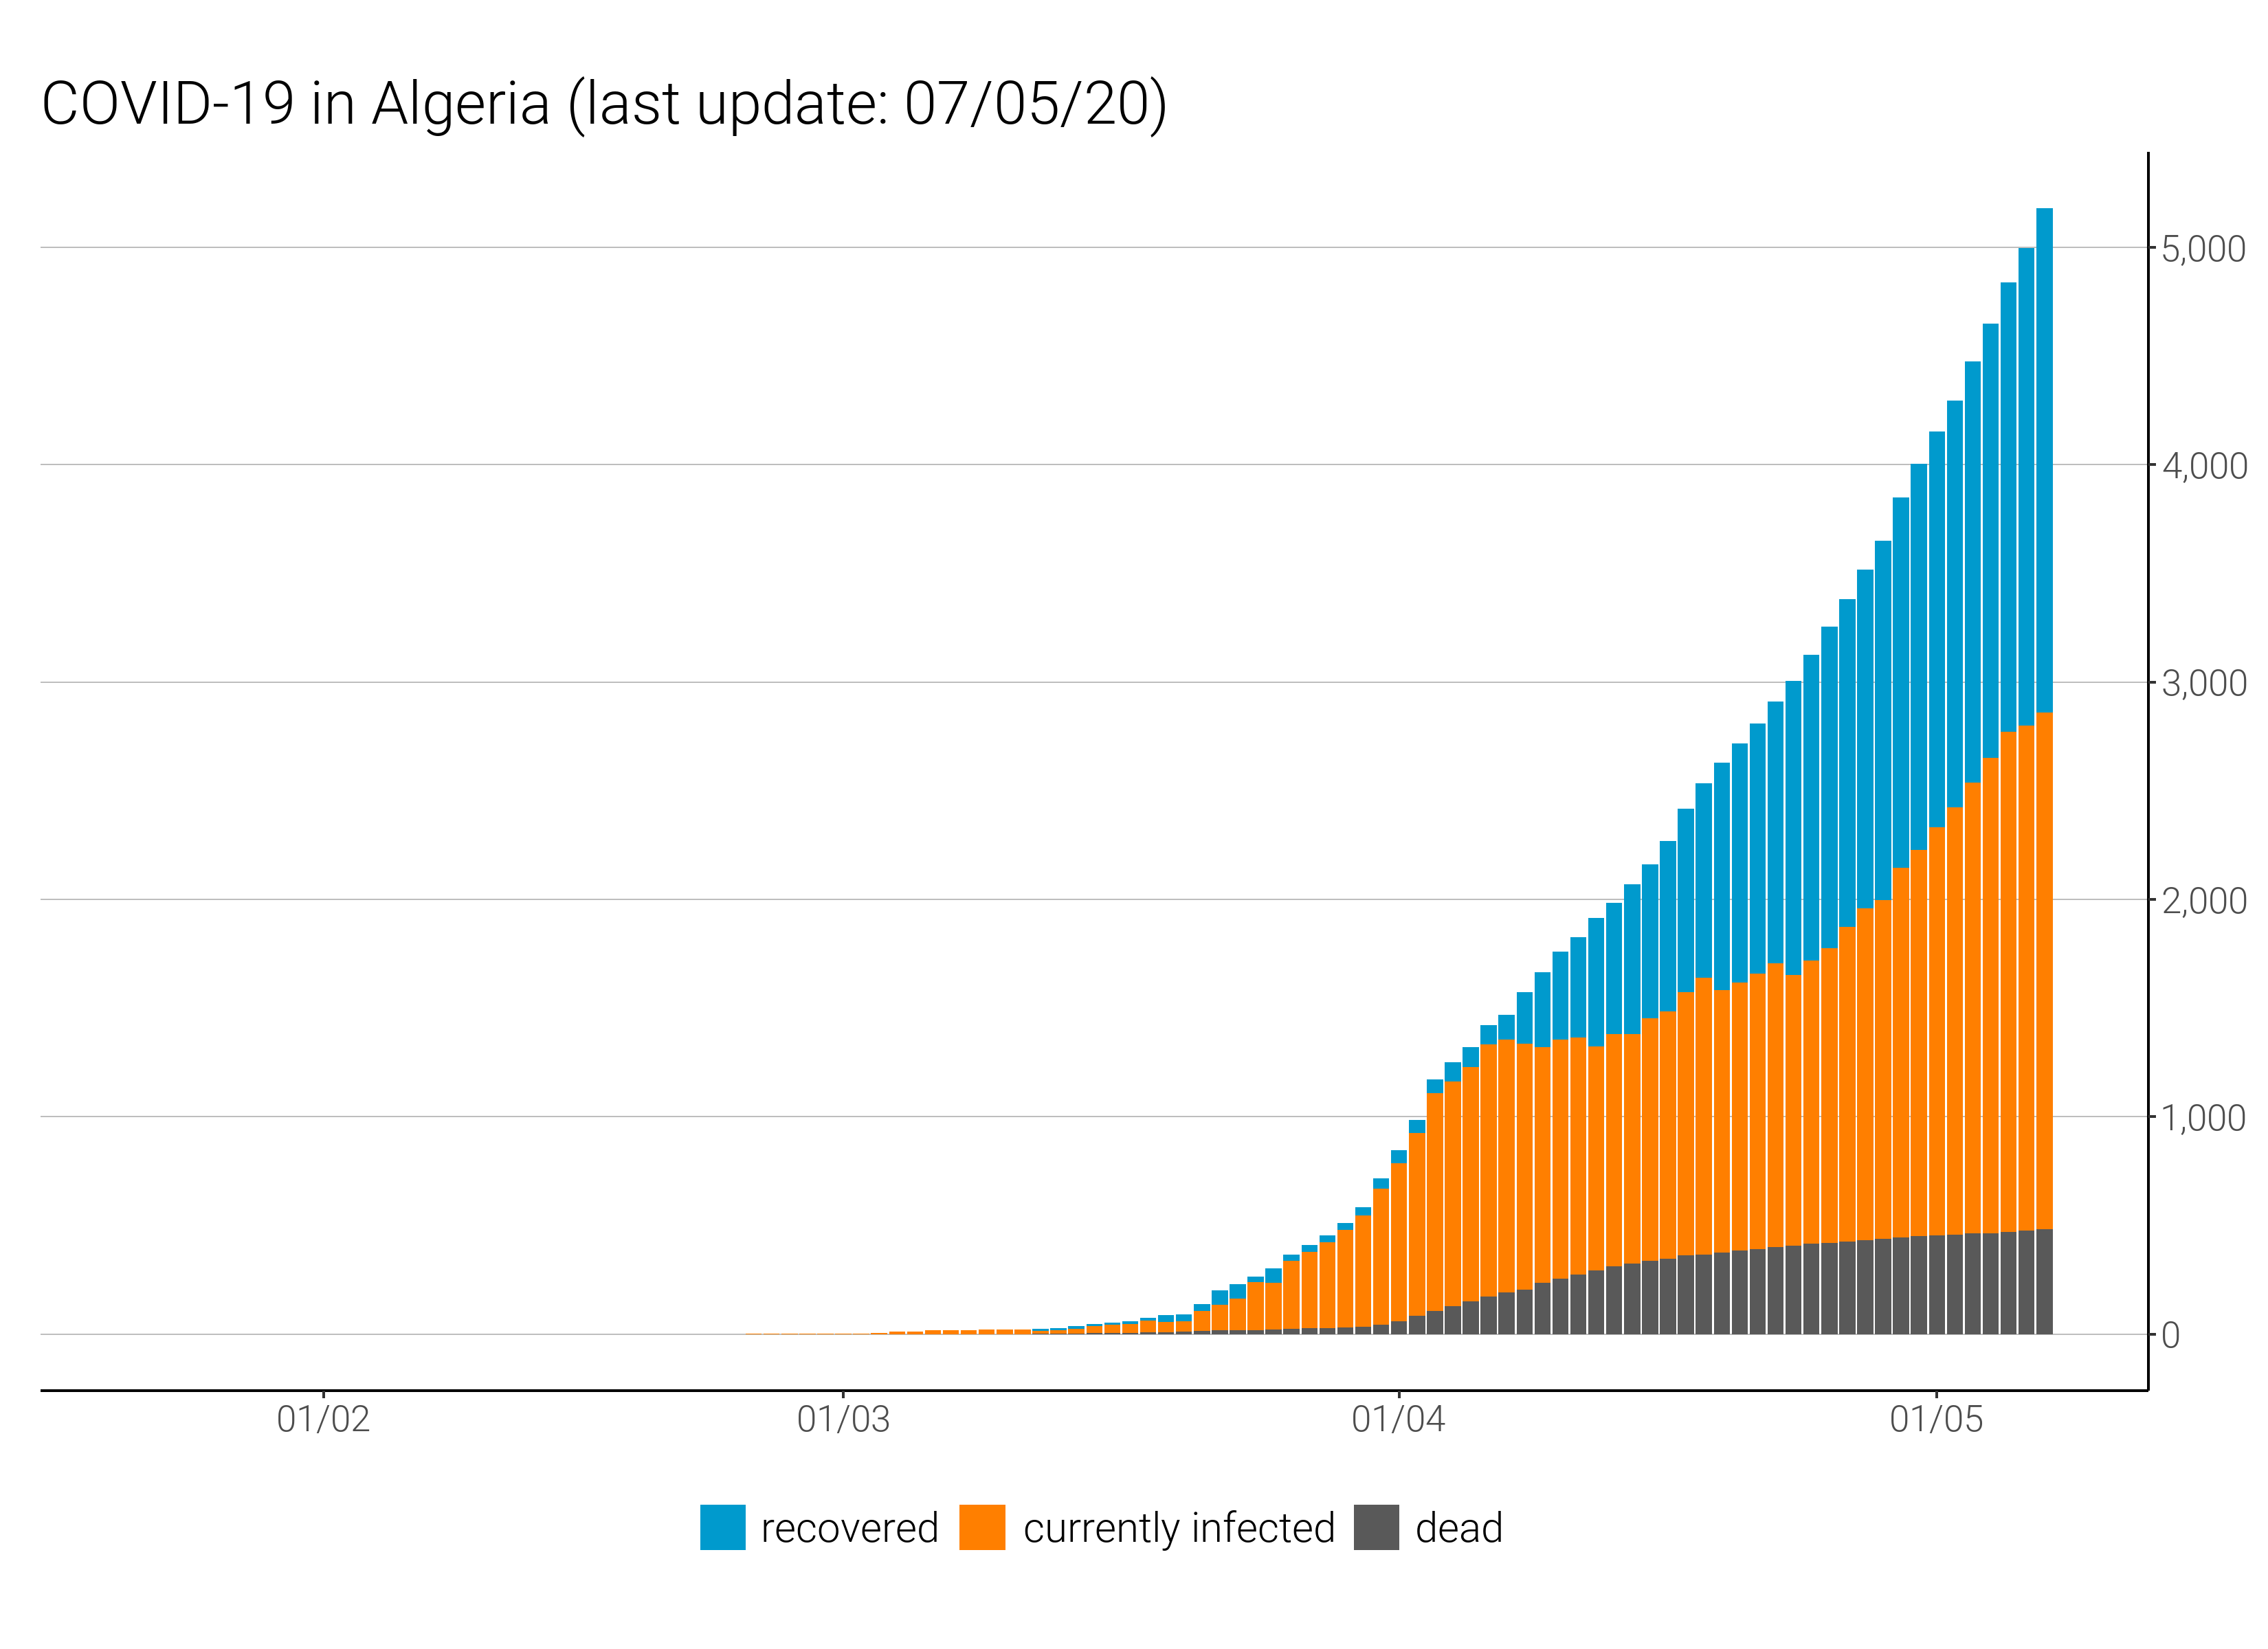 COVID-19 in Algeria (last update: 07/05/20)
5,000
4,000
3,000
2,000
1,000
0
01/02 01/03 01/04 01/05
recovered currently infected dead